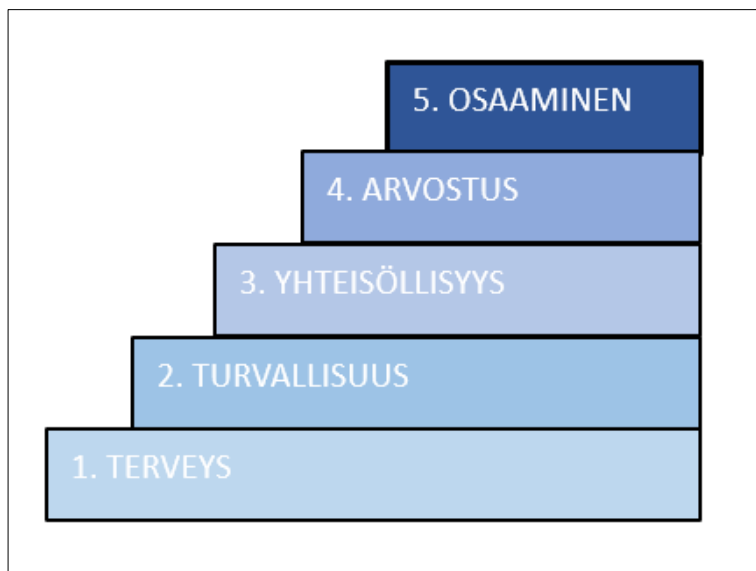 5. OSAAMINEN
4. ARVOSTUS
3. YHTEISÖLLISYYS
2. TURVALLISUUS
1. TERVEYS